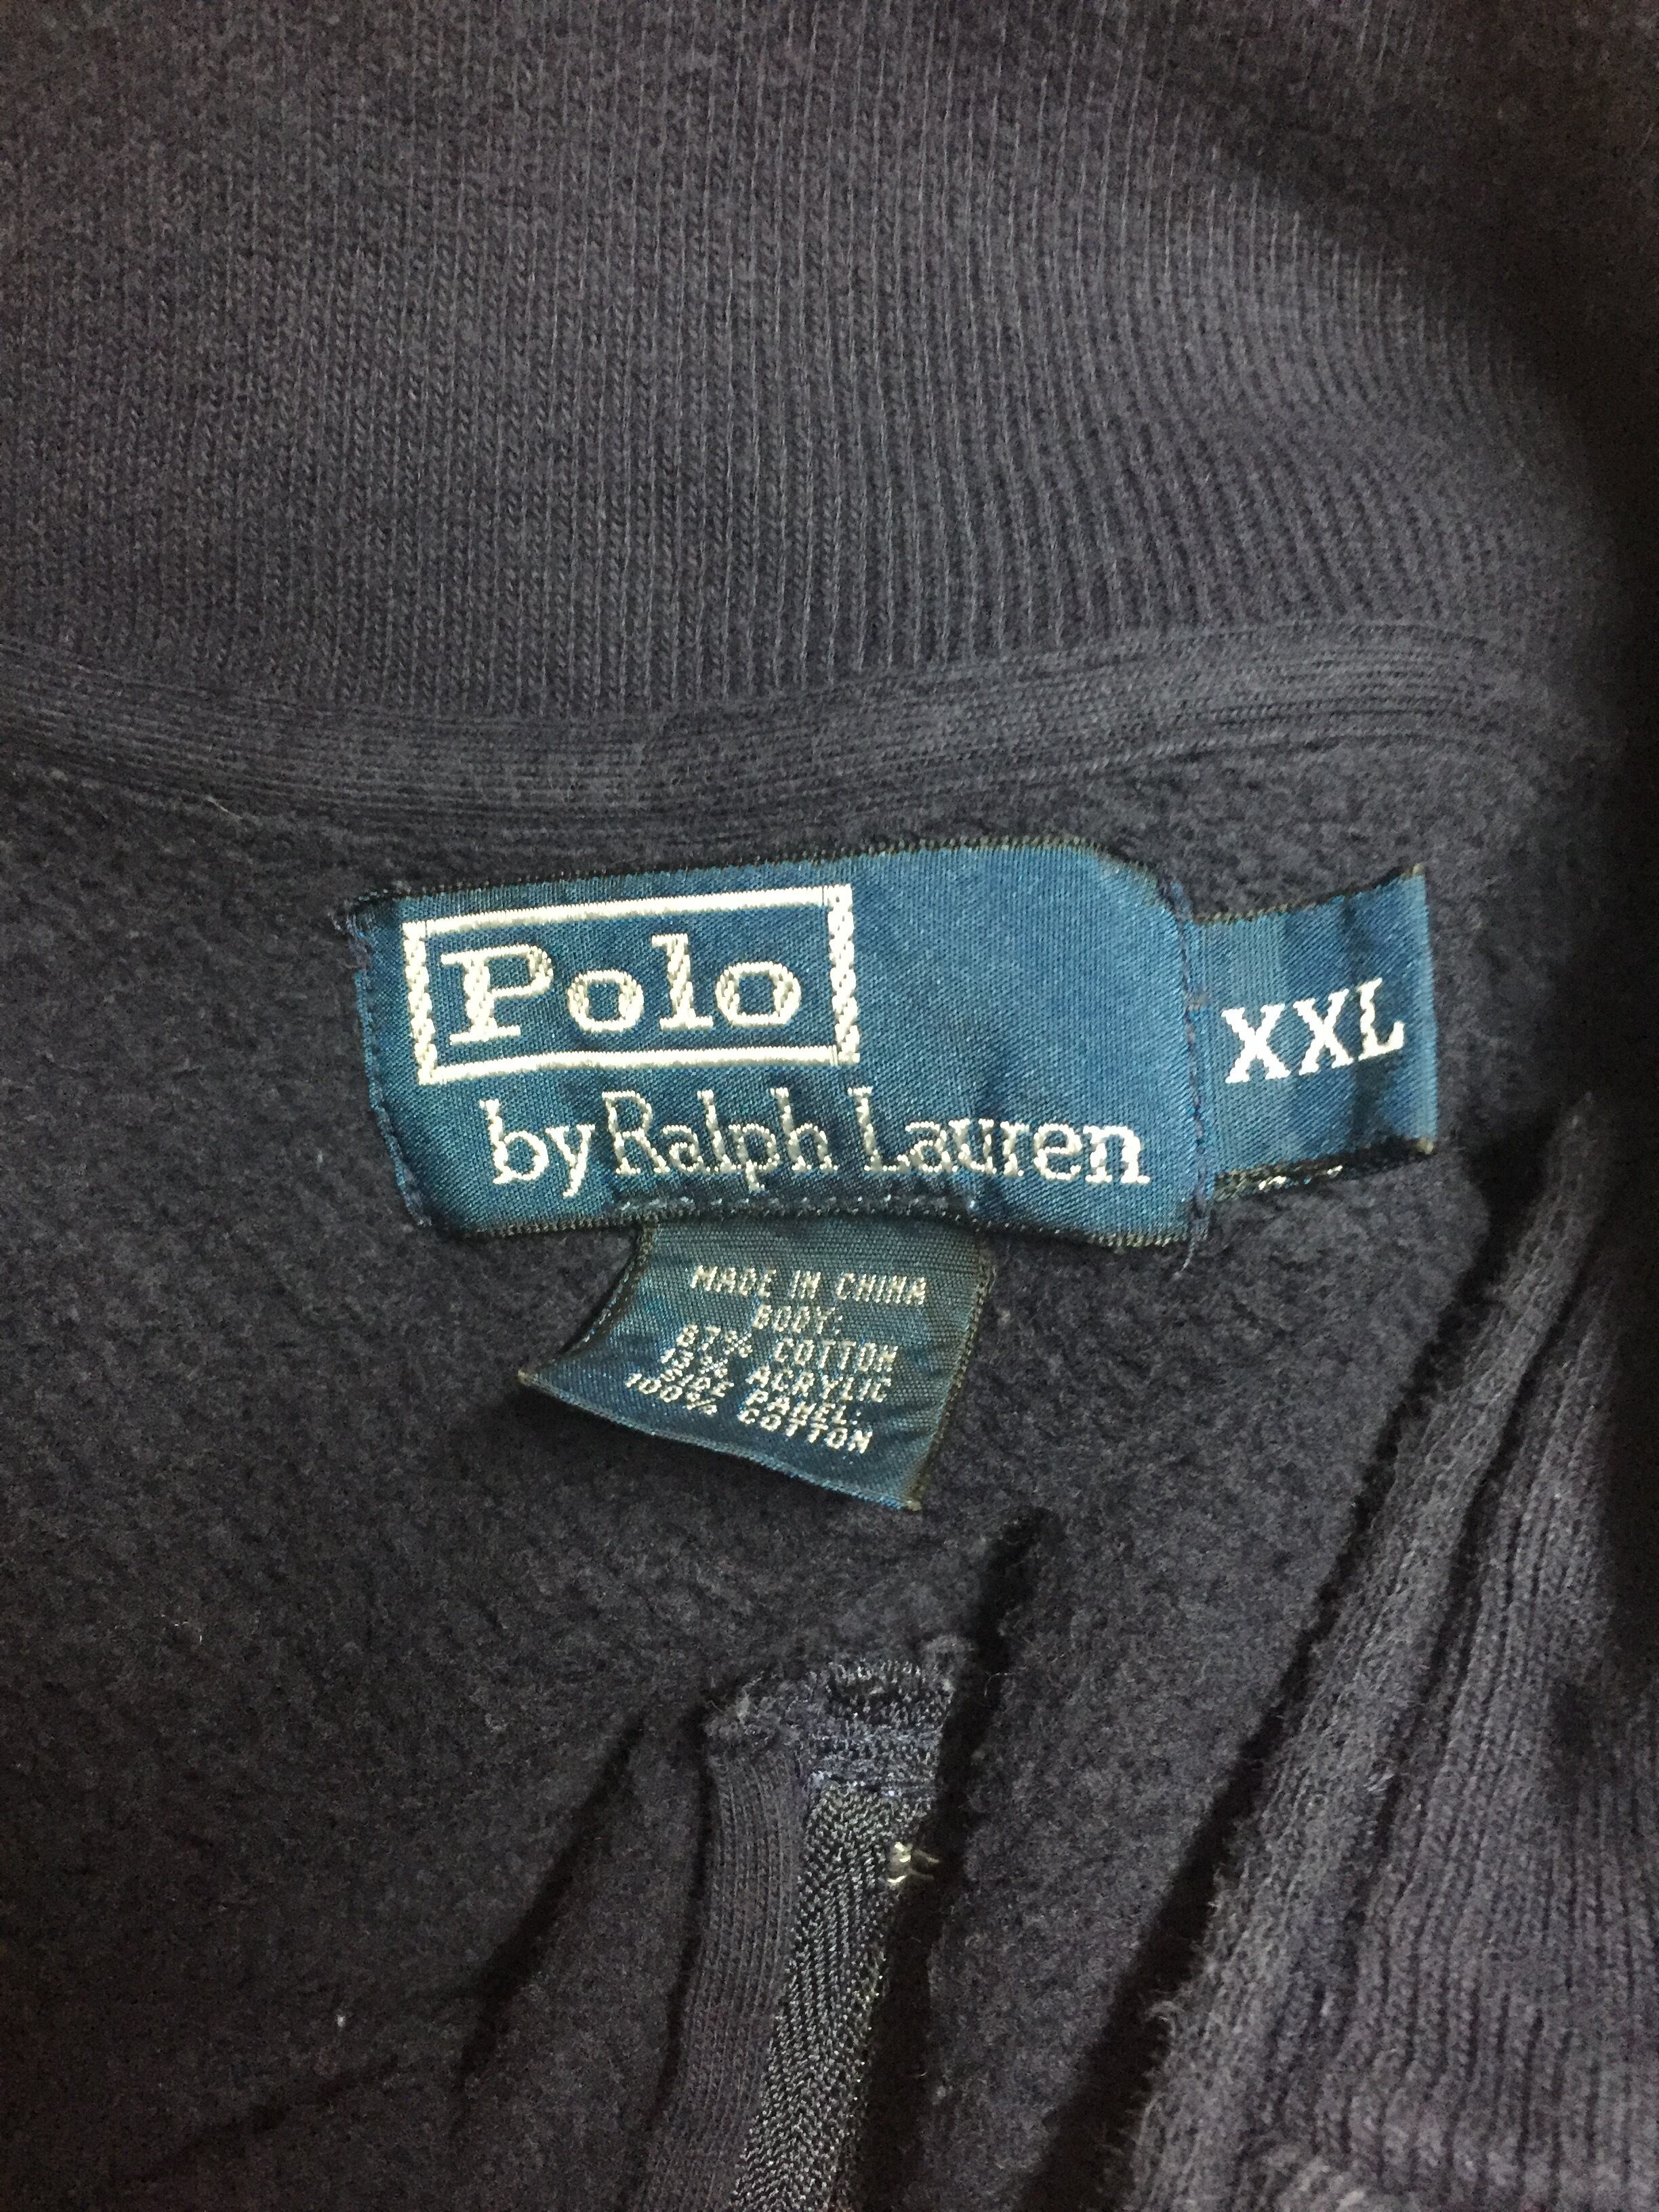 Polo
by Ralph Lauren
XXL
MADE IN CHINA
BODY:
87% COTTON
13% ACRYLIC
SIDE PANEL:
100% COTTON